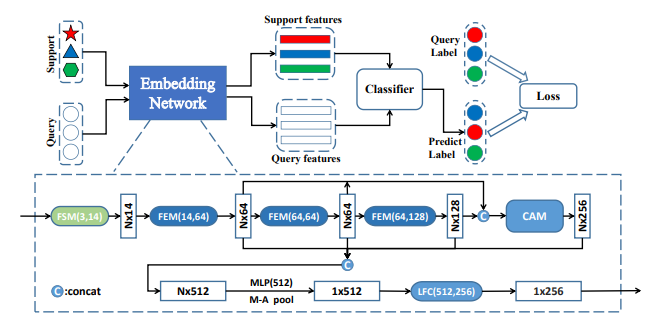 Support
Query
Embedding
Network
Support features
Query features
Classifier
Query
Label
Predict
Label
Loss
FSM(3,14)
Nx14
FEM(14,64)
Nx64
FEM(64,64)
Nx64
FEM(64,128)
Nx128
C
CAM
Nx256
C
C:concat
Nx512
MLP(512)
M-A pool
1x512
LFC(512,256)
1x256